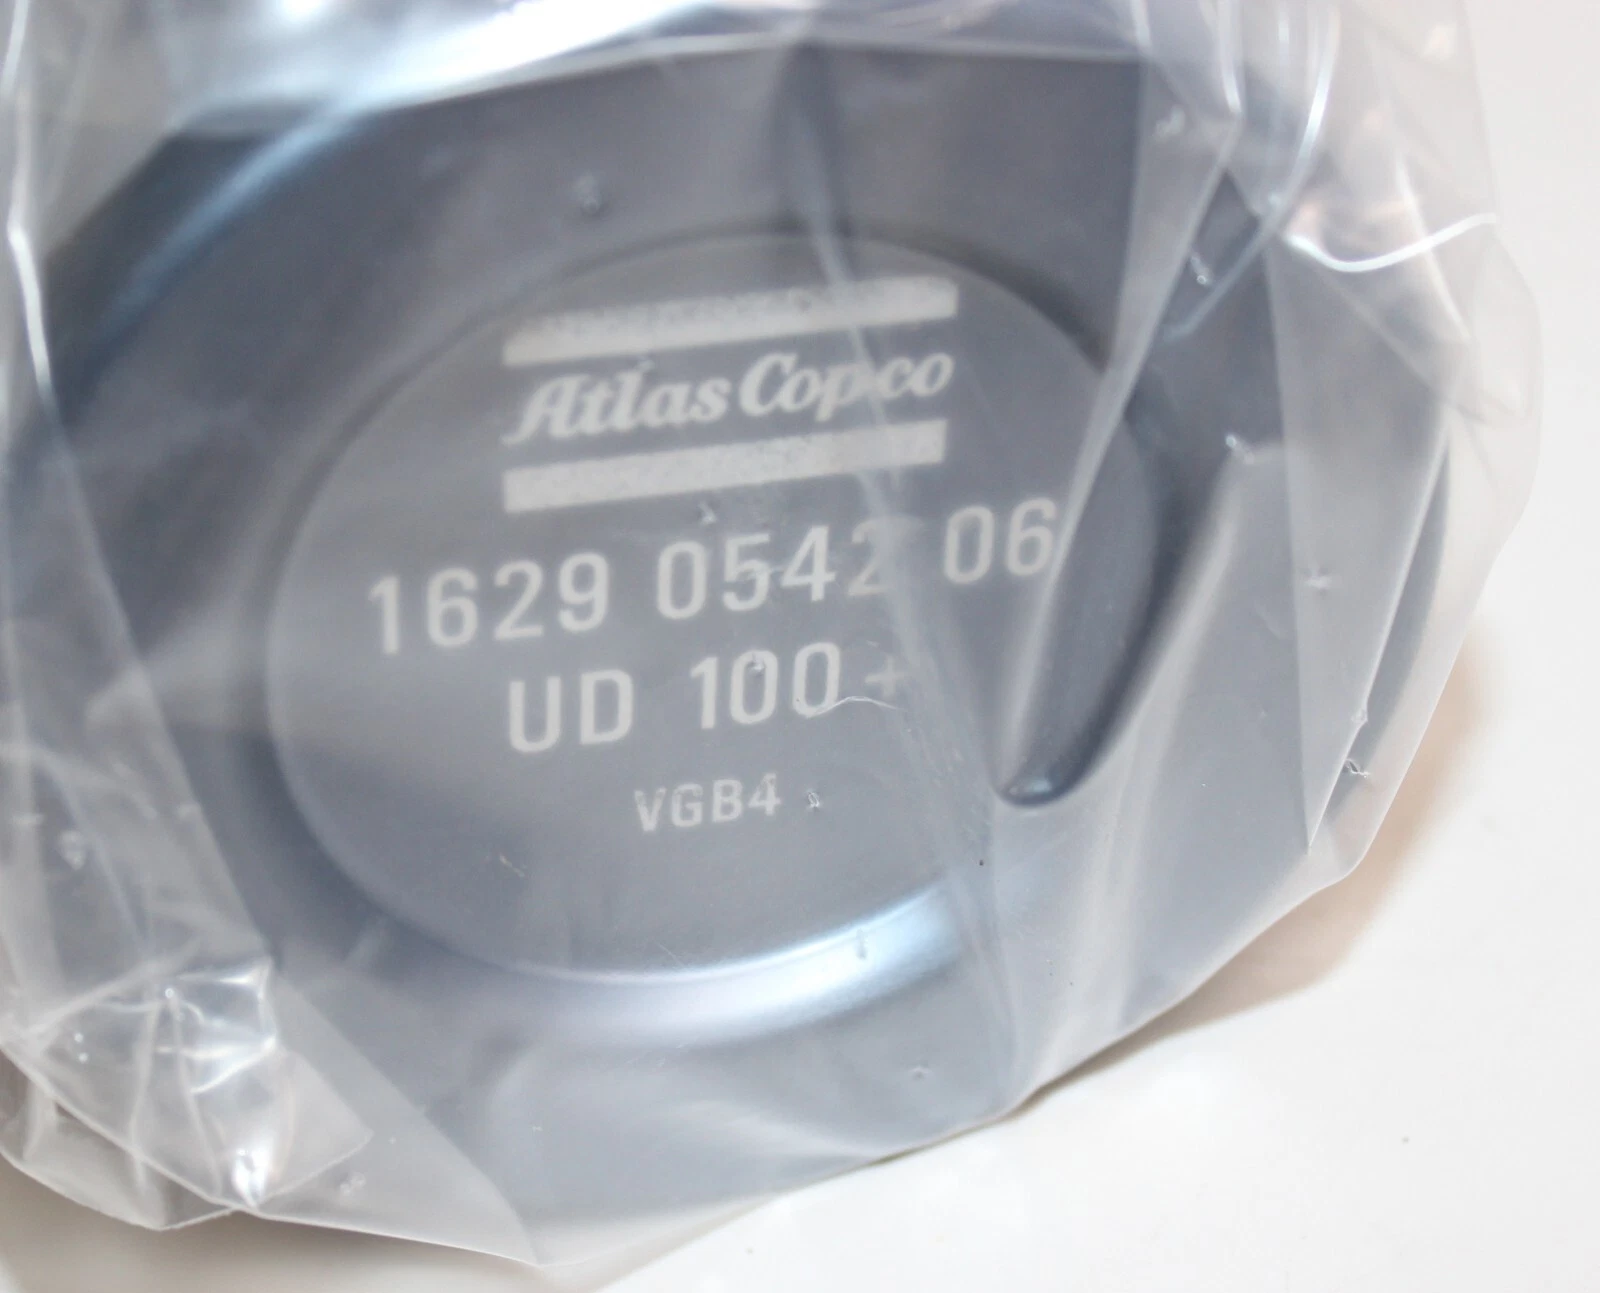 Atlas Copco
1629 0542 06
UD 100+
VGB4